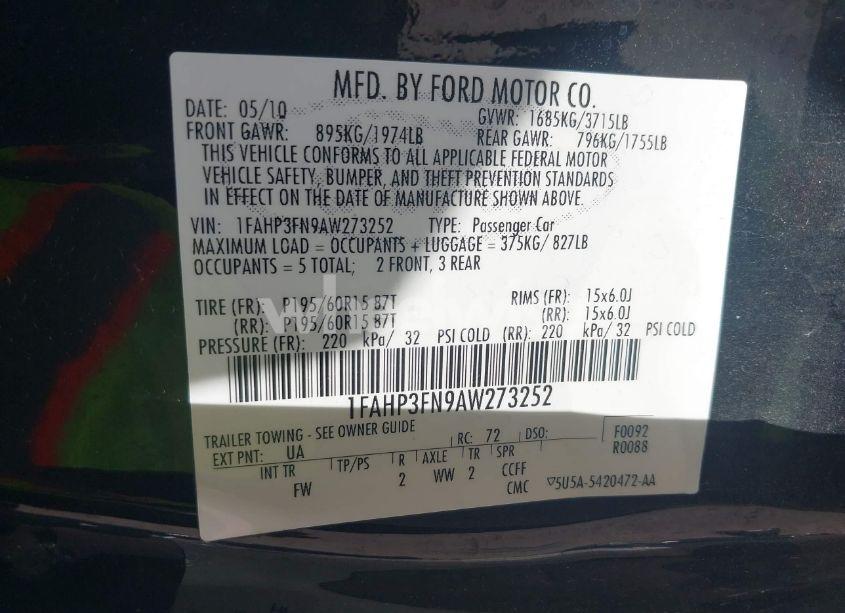 MFD. BY FORD MOTOR CO.
DATE: 05/10 GVWR: 1685KG/3715LB
FRONT GAWR: 895KG/1974LB REAR GAWR: 796KG/1755LB
THIS VEHICLE CONFORMS TO ALL APPLICABLE FEDERAL MOTOR
VEHICLE SAFETY, BUMPER, AND THEFT PREVENTION STANDARDS
IN EFFECT ON THE DATE OF MANUFACTURE SHOWN ABOVE.
VIN: 1FAHP3FN9AW273252 TYPE: Passenger Car
MAXIMUM LOAD = OCCUPANTS + LUGGAGE = 375KG/ 827LB
OCCUPANTS = 5 TOTAL; 2 FRONT, 3 REAR
TIRE (FR): P195/60R15 87T RIMS (FR): 15x6.0J
(RR): P195/60R15 87T (RR): 15x6.0J
PRESSURE (FR): 220 kPa/ 32 PSI COLD (RR): 220 kPa/ 32 PSI COLD
1FAHP3FN9AW273252
TRAILER TOWING - SEE OWNER GUIDE
EXT PNT: UA RC: 72 DSO: F0092
R0088
INT TR TP/PS R AXLE TR SPR
FW 2 WW 2 CCFF
CMC ▽5U5A-5420472-AA